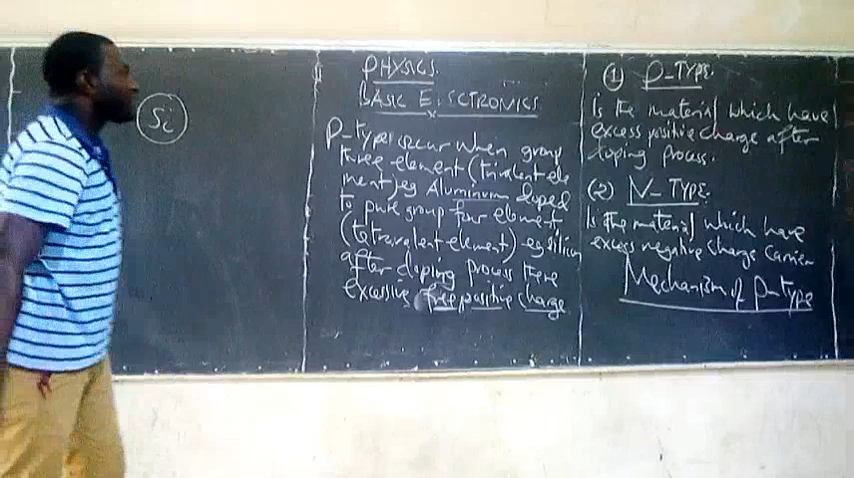 Si
PHYSICS.
BASIC E: SCTRONICS
P-type occur when group
three element (trivalent ele
ment) eg Aluminum doped
to pure group four element
(tetravalent element) eg silicon
after doping process there
excessive free positive charge
(1) P-TYPE.
Is the material which have
excess positive charge after
doping process.
(2) N-TYPE.
Is the material which have
excess negative charge carrier
Mechanism of p-type